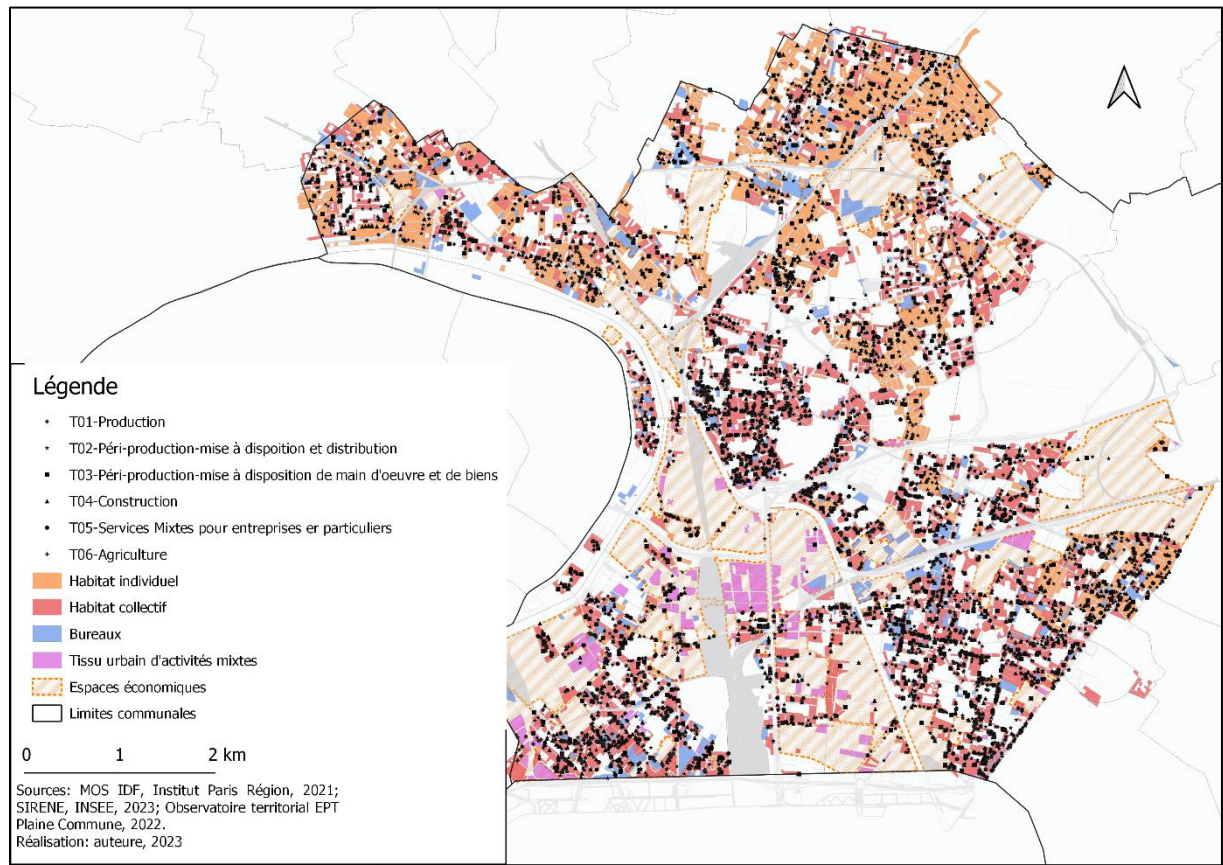 Légende
T01-Production
T02-Péri-production-mise à dispoition et distribution
T03-Péri-production-mise à disposition de main d'oeuvre et de biens
T04-Construction
T05-Services Mixtes pour entreprises er particuliers
T06-Agriculture
Habitat individuel
Habitat collectif
Bureaux
Tissu urbain d'activités mixtes
Espaces économiques
Limites communales
0 1 2 km
Sources: MOS IDF, Institut Paris Région, 2021;
SIRENE, INSEE, 2023; Observatoire territorial EPT
Plaine Commune, 2022.
Réalisation: auteure, 2023